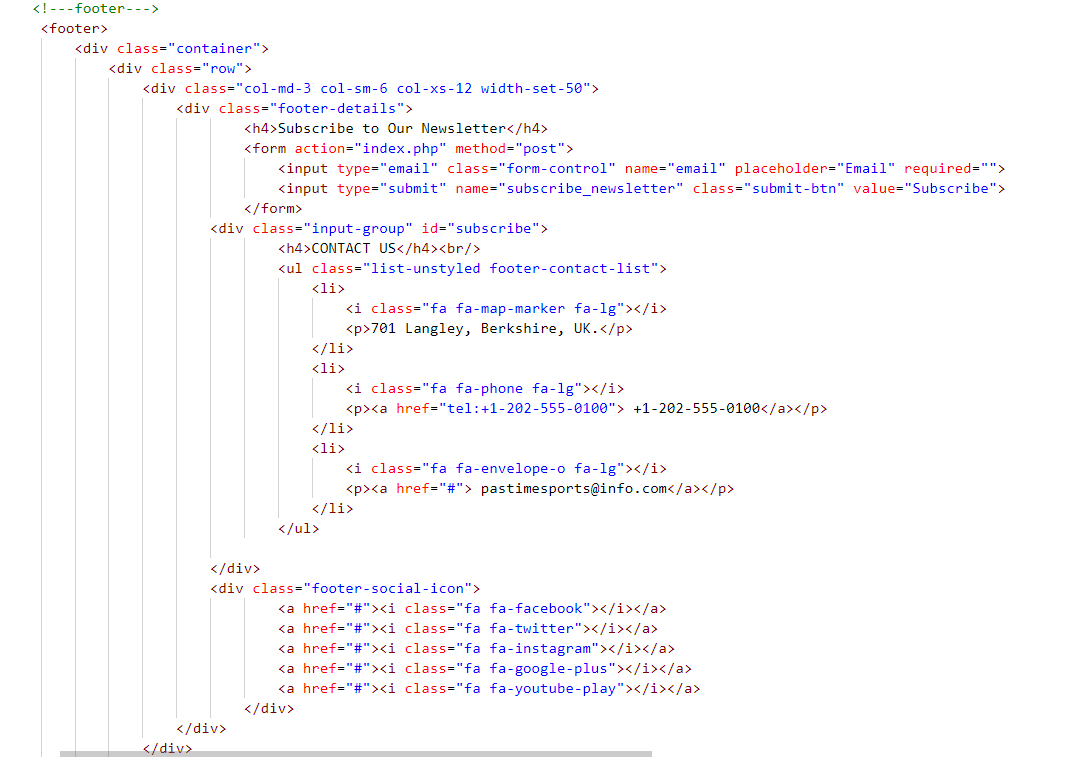 <!---footer--->
<footer>
<div class="container">
<div class="row">
<div class="col-md-3 col-sm-6 col-xs-12 width-set-50">
<div class="footer-details">
<h4>Subscribe to Our Newsletter</h4>
<form action="index.php" method="post">
<input type="email" class="form-control" name="email" placeholder="Email" required="">
<input type="submit" name="subscribe_newsletter" class="submit-btn" value="Subscribe">
</form>
<div class="input-group" id="subscribe">
<h4>CONTACT US</h4><br/>
<ul class="list-unstyled footer-contact-list">
<li>
<i class="fa fa-map-marker fa-lg"></i>
<p>701 Langley, Berkshire, UK.</p>
</li>
<li>
<i class="fa fa-phone fa-lg"></i>
<p><a href="tel:+1-202-555-0100"> +1-202-555-0100</a></p>
</li>
<li>
<i class="fa fa-envelope-o fa-lg"></i>
<p><a href="#"> pastimesports@info.com</a></p>
</li>
</ul>
</div>
<div class="footer-social-icon">
<a href="#"><i class="fa fa-facebook"></i></a>
<a href="#"><i class="fa fa-twitter"></i></a>
<a href="#"><i class="fa fa-instagram"></i></a>
<a href="#"><i class="fa fa-google-plus"></i></a>
<a href="#"><i class="fa fa-youtube-play"></i></a>
</div>
</div>
</div>